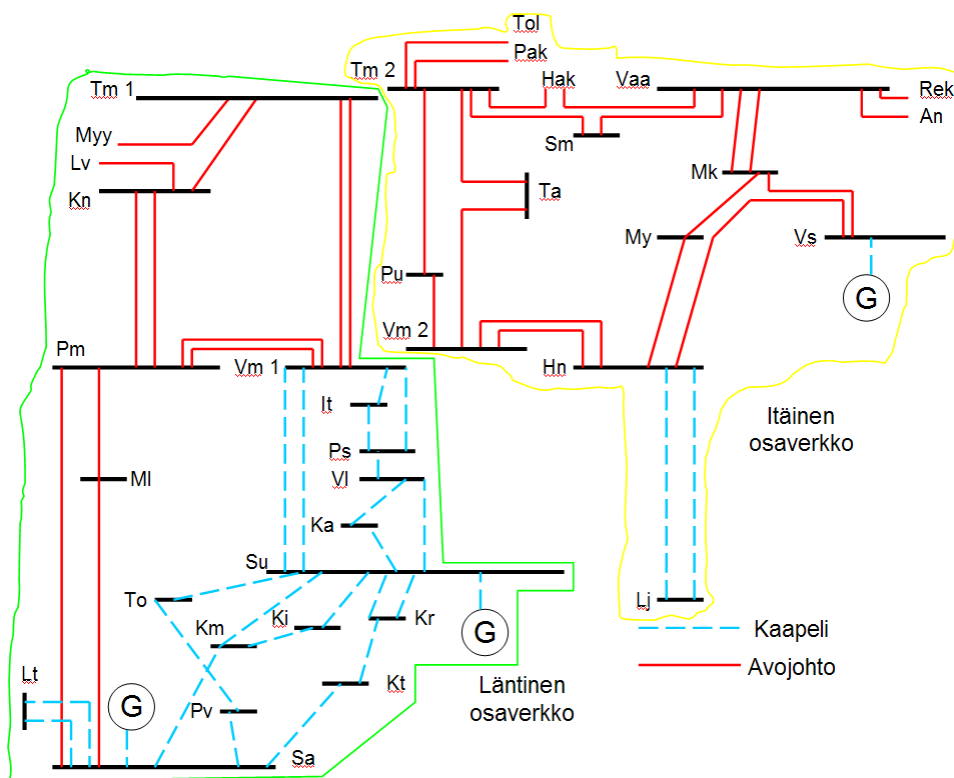 Tol
Pak
Tm 2
Hak
Vaa
Tm 1
Rek
An
Myy
Sm
Lv
Mk
Kn
Ta
My
Vs
Pu
G
Vm 2
Pm
Vm 1
Hn
It
Itäinen
osaverkko
Ps
Ml
Vl
Ka
Su
To
Lj
Ki
Kr
Km
G
Kaapeli
Lt
Avojohto
Kt
Läntinen
osaverkko
G
Pv
Sa